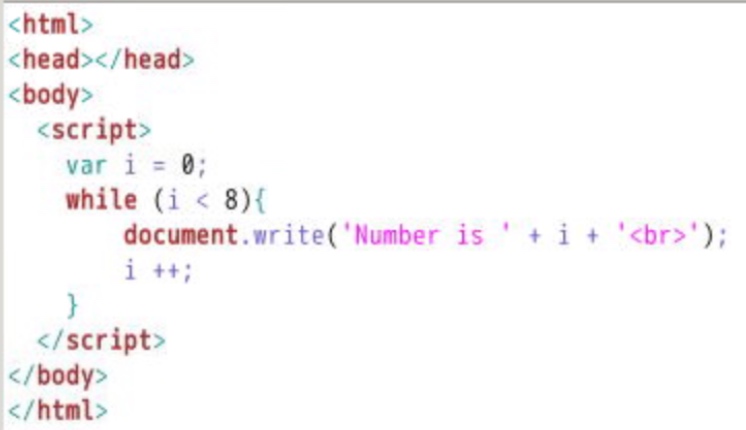 <html>
<head></head>
<body>
  <script>
    var i = 0;
    while (i < 8){
        document.write('Number is ' + i + '<br>');
        i ++;
    }
  </script>
</body>
</html>